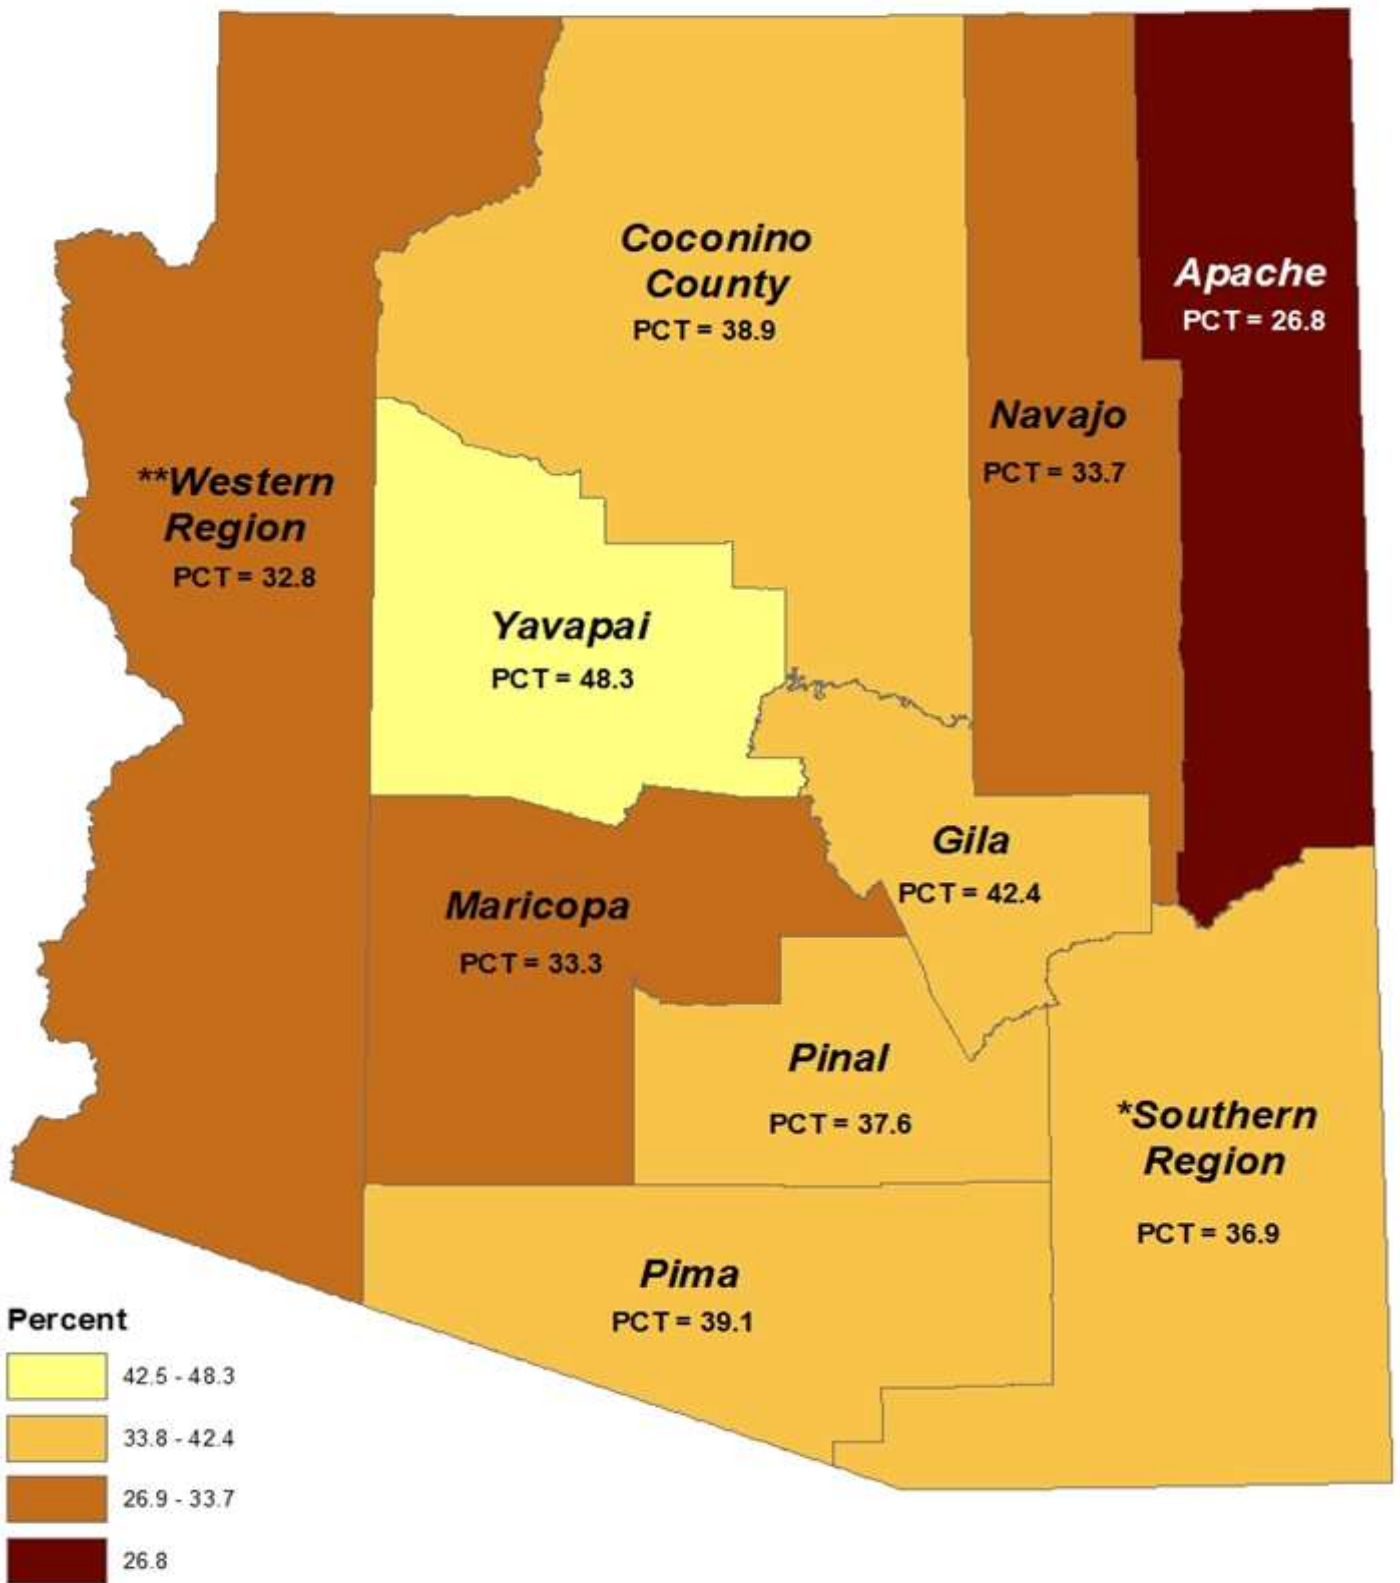 Coconino
County
PCT = 38.9
Apache
PCT = 26.8
Navajo
PCT = 33.7
**Western
Region
PCT = 32.8
Yavapai
PCT = 48.3
Gila
PCT = 42.4
Maricopa
PCT = 33.3
Pinal
PCT = 37.6
*Southern
Region
PCT = 36.9
Pima
PCT = 39.1
Percent
42.5 - 48.3
33.8 - 42.4
26.9 - 33.7
26.8